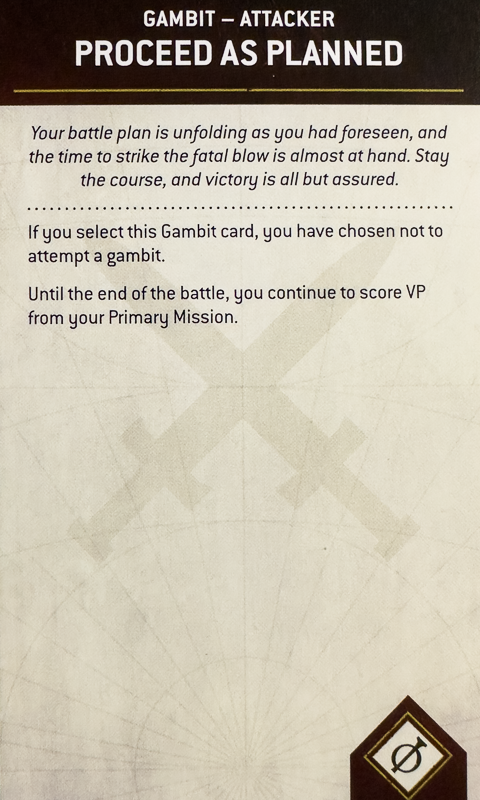 GAMBIT – ATTACKER
PROCEED AS PLANNED
Your battle plan is unfolding as you had foreseen, and
the time to strike the fatal blow is almost at hand. Stay
the course, and victory is all but assured.
If you select this Gambit card, you have chosen not to
attempt a gambit.
Until the end of the battle, you continue to score VP
from your Primary Mission.